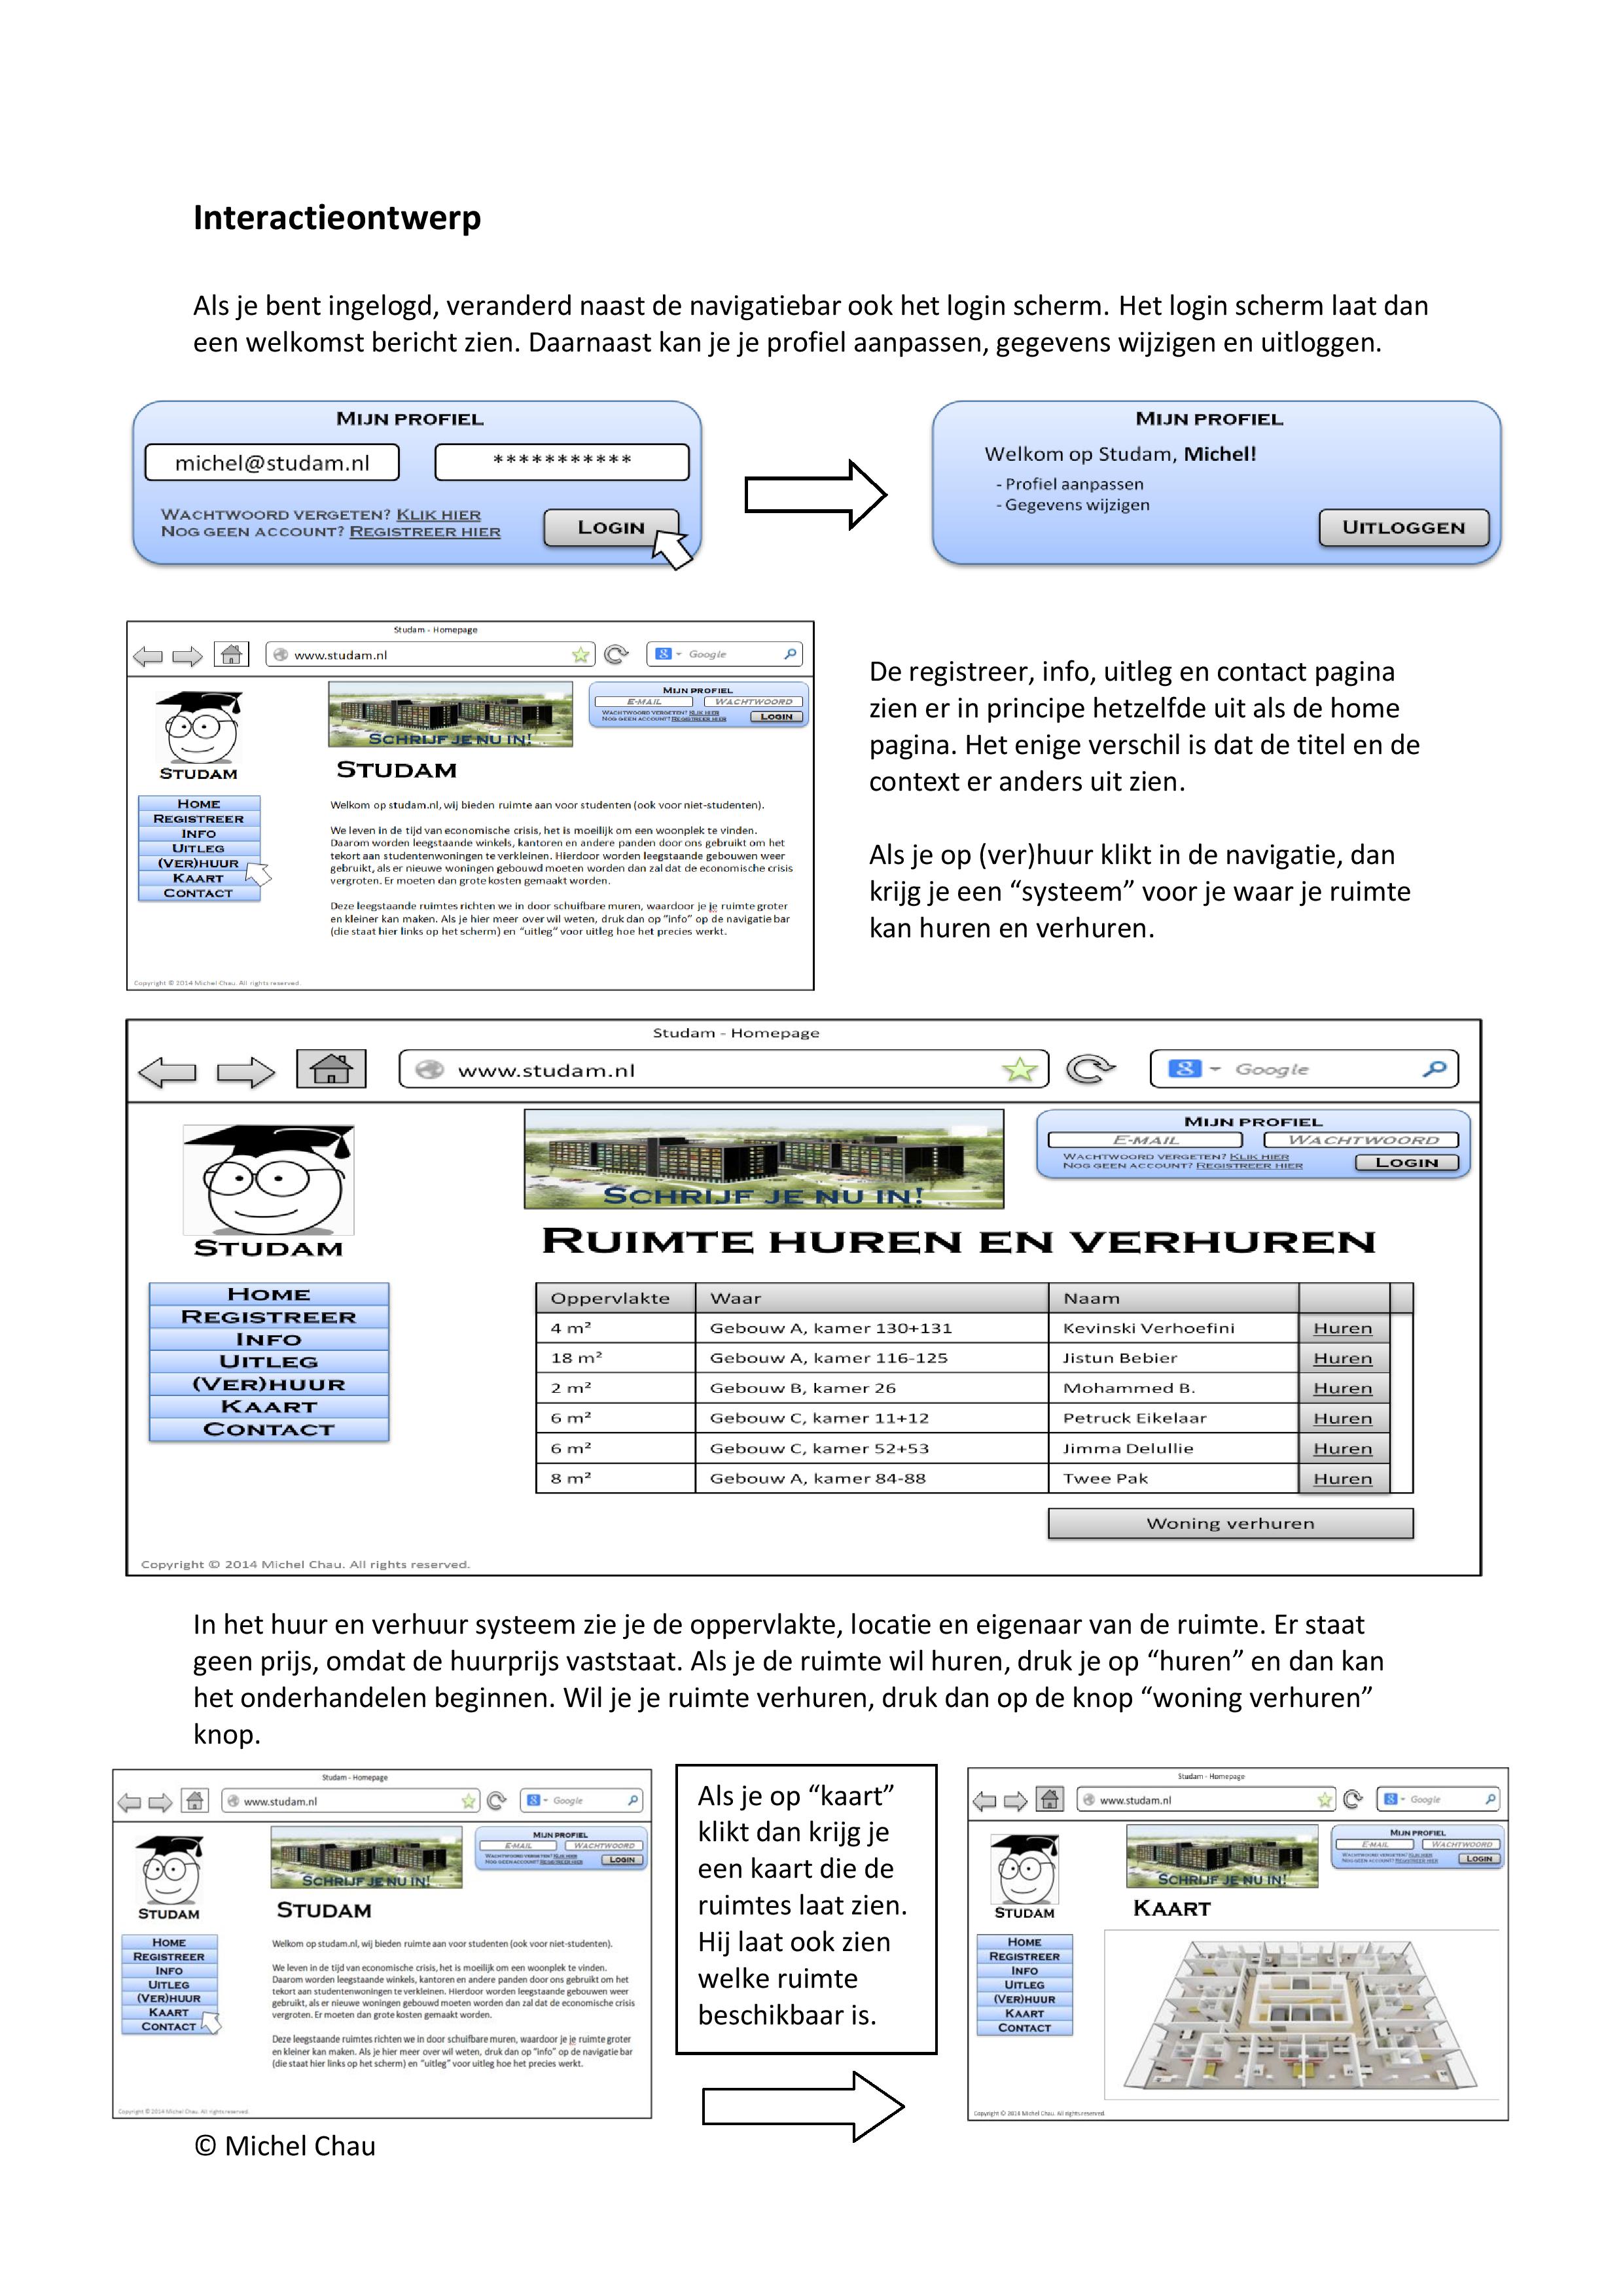 Interactieontwerp
Als je bent ingelogd, veranderd naast de navigatiebar ook het login scherm. Het login scherm laat dan
een welkomst bericht zien. Daarnaast kan je je profiel aanpassen, gegevens wijzigen en uitloggen.
MIJN PROFIEL
michel@studam.nl
***********
WACHTWOORD VERGETEN? KLIK HIER
NOG GEEN ACCOUNT? REGISTREER HIER
LOGIN
MIJN PROFIEL
Welkom op Studam, Michel!
- Profiel aanpassen
- Gegevens wijzigen
UITLOGGEN
Studam - Homepage
www.studam.nl
8 Google
SCHRIJF JE NU IN!
MIJN PROFIEL
E-MAIL WACHTWOORD
WACHTWOORD VERGETEN? KLIK HIER
NOG GEEN ACCOUNT? REGISTREER HIER
LOGIN
STUDAM
HOME
REGISTREER
INFO
UITLEG
(VER)HUUR
KAART
CONTACT
STUDAM
Welkom op studam.nl, wij bieden ruimte aan voor studenten (ook voor niet-studenten).
We leven in de tijd van economische crisis, het is moeilijk om een woonplek te vinden.
Daarom worden leegstaande winkels, kantoren en andere panden door ons gebruikt om het
tekort aan studentenwoningen te verkleinen. Hierdoor worden leegstaande gebouwen weer
gebruikt, als er nieuwe woningen gebouwd moeten worden dan zal dat de economische crisis
vergroten. Er moeten dan grote kosten gemaakt worden.
Deze leegstaande ruimtes richten we in door schuifbare muren, waardoor je je ruimte groter
en kleiner kan maken. Als je hier meer over wil weten, druk dan op "info" op de navigatie bar
(die staat hier links op het scherm) en "uitleg" voor uitleg hoe het precies werkt.
Copyright © 2014 Michel Chau. All rights reserved.
De registreer, info, uitleg en contact pagina
zien er in principe hetzelfde uit als de home
pagina. Het enige verschil is dat de titel en de
context er anders uit zien.
Als je op (ver)huur klikt in de navigatie, dan
krijg je een “systeem” voor je waar je ruimte
kan huren en verhuren.
Studam - Homepage
www.studam.nl
8 Google
SCHRIJF JE NU IN!
MIJN PROFIEL
E-MAIL WACHTWOORD
WACHTWOORD VERGETEN? KLIK HIER
NOG GEEN ACCOUNT? REGISTREER HIER
LOGIN
STUDAM
HOME
REGISTREER
INFO
UITLEG
(VER)HUUR
KAART
CONTACT
RUIMTE HUREN EN VERHUREN
Oppervlakte Waar Naam
4 m² Gebouw A, kamer 130+131 Kevinski Verhoefini Huren
18 m² Gebouw A, kamer 116-125 Jistun Bebier Huren
2 m² Gebouw B, kamer 26 Mohammed B. Huren
6 m² Gebouw C, kamer 11+12 Petruck Eikelaar Huren
6 m² Gebouw C, kamer 52+53 Jimma Delullie Huren
8 m² Gebouw A, kamer 84-88 Twee Pak Huren
Woning verhuren
Copyright © 2014 Michel Chau. All rights reserved.
In het huur en verhuur systeem zie je de oppervlakte, locatie en eigenaar van de ruimte. Er staat
geen prijs, omdat de huurprijs vaststaat. Als je de ruimte wil huren, druk je op “huren” en dan kan
het onderhandelen beginnen. Wil je je ruimte verhuren, druk dan op de knop “woning verhuren”
knop.
Studam - Homepage
www.studam.nl
8 Google
SCHRIJF JE NU IN!
MIJN PROFIEL
E-MAIL WACHTWOORD
WACHTWOORD VERGETEN? KLIK HIER
NOG GEEN ACCOUNT? REGISTREER HIER
LOGIN
STUDAM
HOME
REGISTREER
INFO
UITLEG
(VER)HUUR
KAART
CONTACT
STUDAM
Welkom op studam.nl, wij bieden ruimte aan voor studenten (ook voor niet-studenten).
We leven in de tijd van economische crisis, het is moeilijk om een woonplek te vinden.
Daarom worden leegstaande winkels, kantoren en andere panden door ons gebruikt om het
tekort aan studentenwoningen te verkleinen. Hierdoor worden leegstaande gebouwen weer
gebruikt, als er nieuwe woningen gebouwd moeten worden dan zal dat de economische crisis
vergroten. Er moeten dan grote kosten gemaakt worden.
Deze leegstaande ruimtes richten we in door schuifbare muren, waardoor je je ruimte groter
en kleiner kan maken. Als je hier meer over wil weten, druk dan op "info" op de navigatie bar
(die staat hier links op het scherm) en "uitleg" voor uitleg hoe het precies werkt.
Copyright © 2014 Michel Chau. All rights reserved.
Als je op “kaart”
klikt dan krijg je
een kaart die de
ruimtes laat zien.
Hij laat ook zien
welke ruimte
beschikbaar is.
Studam - Homepage
www.studam.nl
8 Google
SCHRIJF JE NU IN!
MIJN PROFIEL
E-MAIL WACHTWOORD
WACHTWOORD VERGETEN? KLIK HIER
NOG GEEN ACCOUNT? REGISTREER HIER
LOGIN
STUDAM
HOME
REGISTREER
INFO
UITLEG
(VER)HUUR
KAART
CONTACT
KAART
Copyright © 2014 Michel Chau. All rights reserved.
© Michel Chau